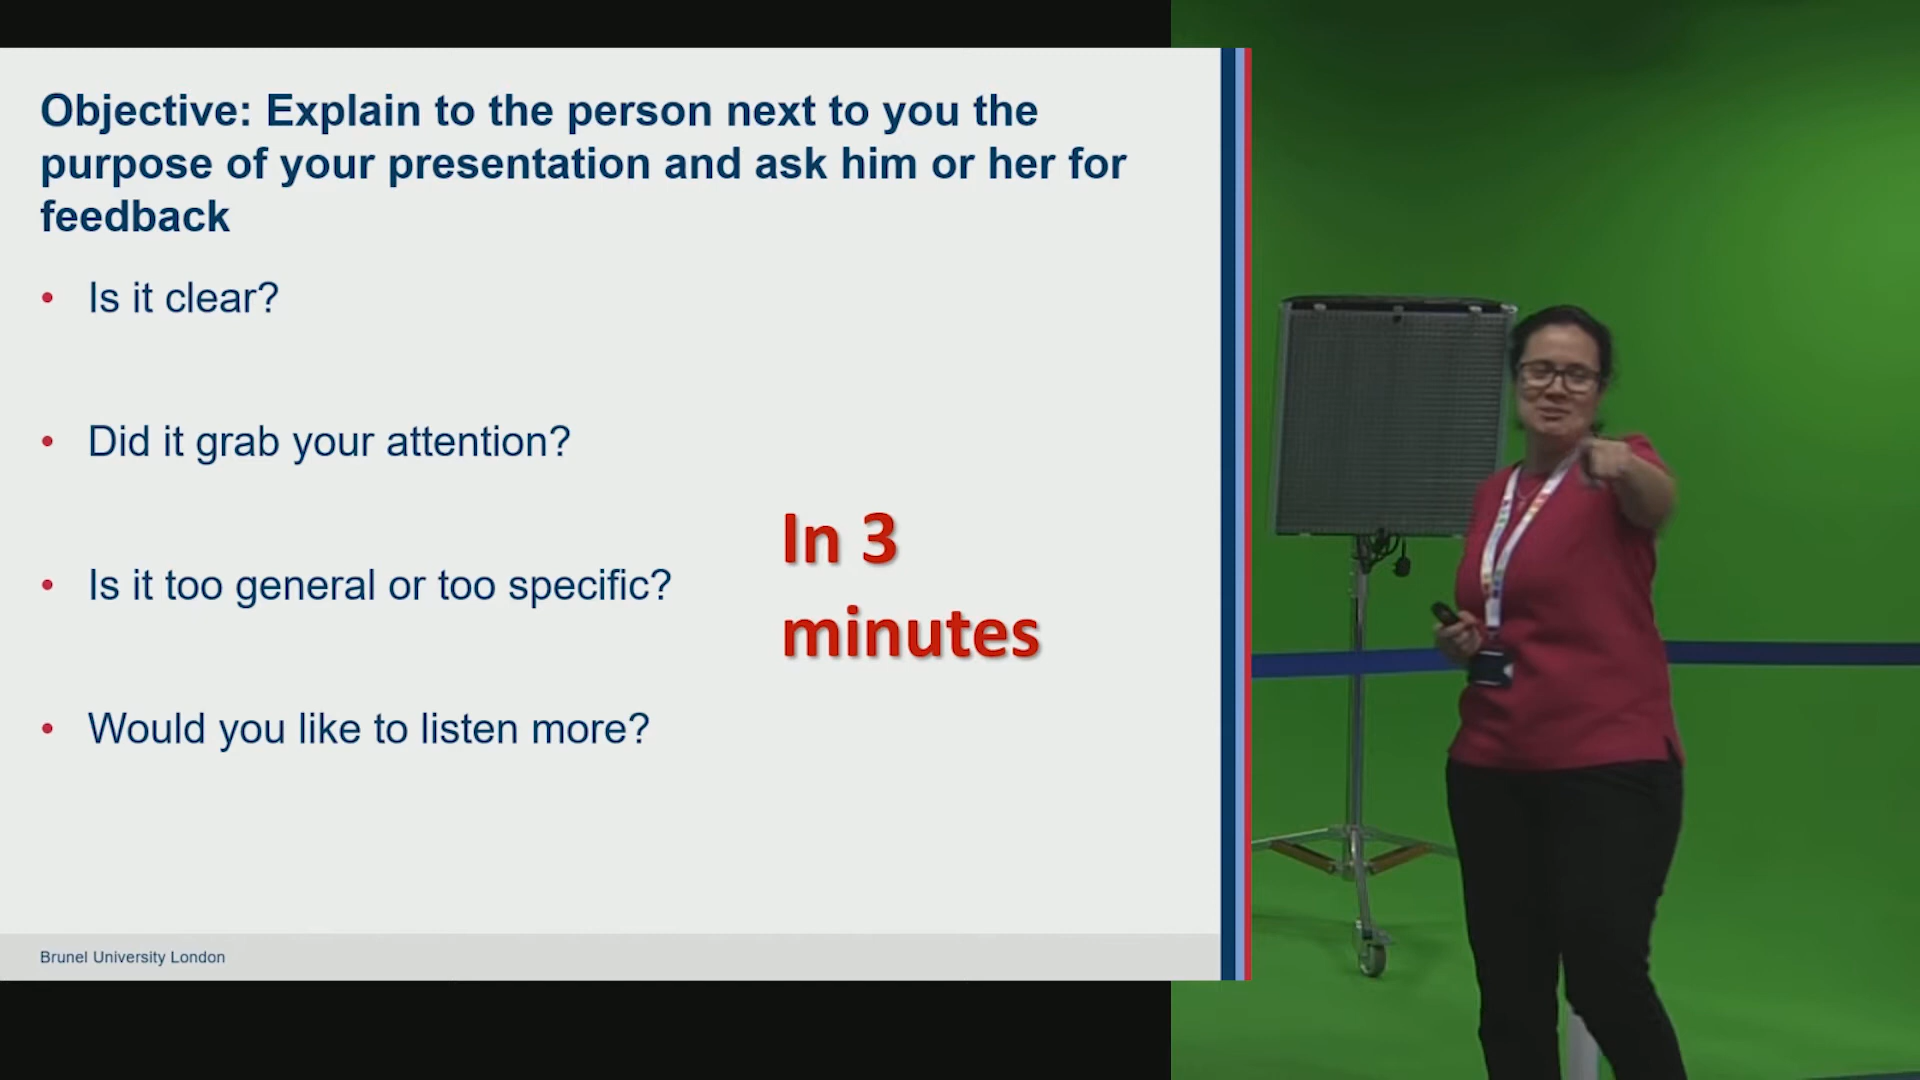 Objective: Explain to the person next to you the
purpose of your presentation and ask him or her for
feedback
• Is it clear?
• Did it grab your attention?
• Is it too general or too specific?
• Would you like to listen more?
In 3
minutes
Brunel University London